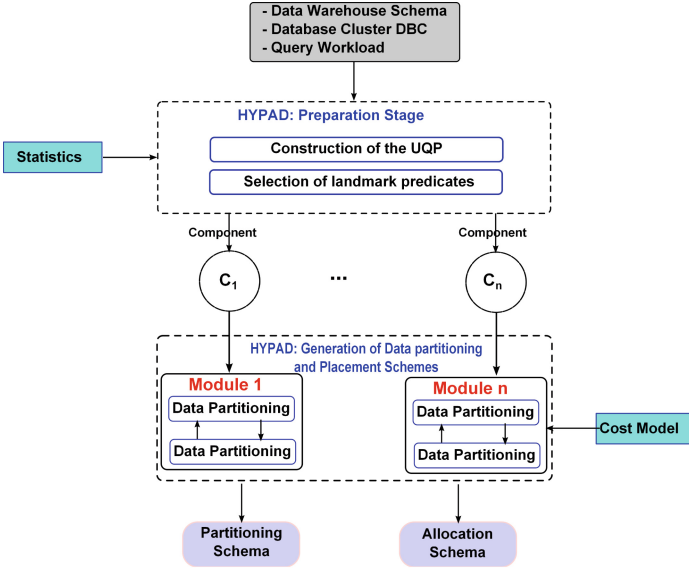 - Data Warehouse Schema
- Database Cluster DBC
- Query Workload
HYPAD: Preparation Stage
Statistics
Construction of the UQP
Selection of landmark predicates
Component
Component
C1
...
Cn
HYPAD: Generation of Data partitioning
and Placement Schemes
Module 1
Module n
Data Partitioning
Data Partitioning
Cost Model
Data Partitioning
Data Partitioning
Partitioning
Schema
Allocation
Schema